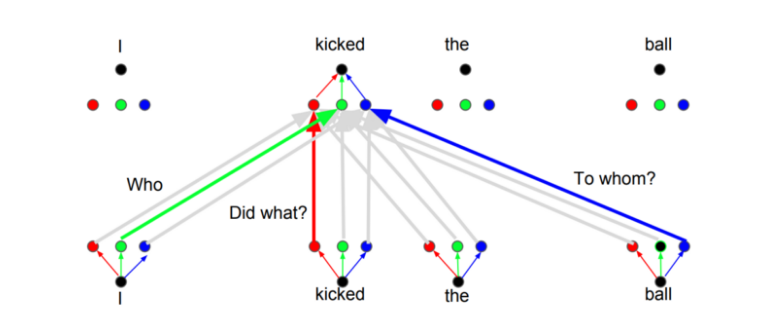 I kicked the ball
Who
Did what?
To whom?
I kicked the ball